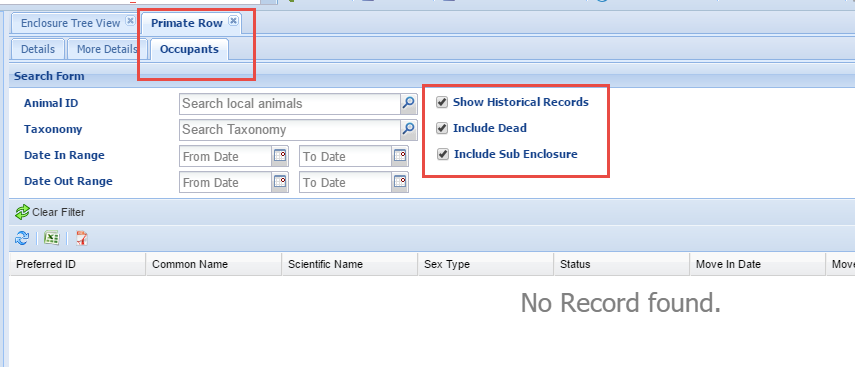 Enclosure Tree View Primate Row
Details More Details Occupants
Search Form
Animal ID Search local animals Show Historical Records
Taxonomy Search Taxonomy Include Dead
Date In Range From Date To Date Include Sub Enclosure
Date Out Range From Date To Date
Clear Filter
Preferred ID Common Name Scientific Name Sex Type Status Move In Date Move
No Record found.